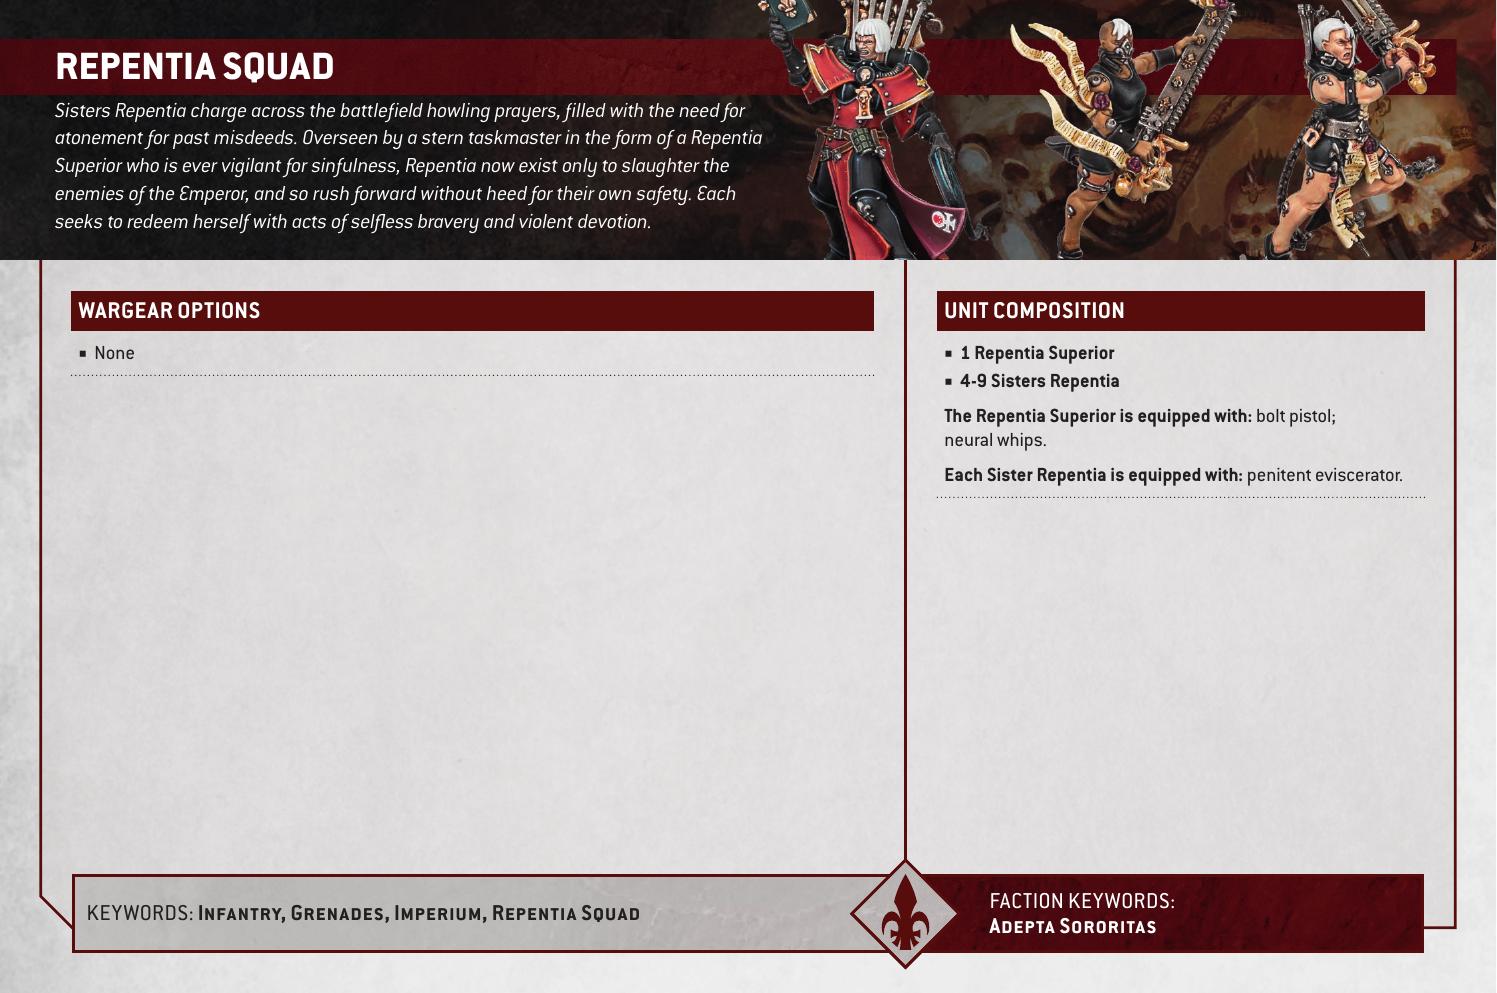 REPENTIA SQUAD
Sisters Repentia charge across the battlefield howling prayers, filled with the need for
atonement for past misdeeds. Overseen by a stern taskmaster in the form of a Repentia
Superior who is ever vigilant for sinfulness, Repentia now exist only to slaughter the
enemies of the Emperor, and so rush forward without heed for their own safety. Each
seeks to redeem herself with acts of selfless bravery and violent devotion.
WARGEAR OPTIONS
▪ None
UNIT COMPOSITION
▪ 1 Repentia Superior
▪ 4-9 Sisters Repentia
The Repentia Superior is equipped with: bolt pistol;
neural whips.
Each Sister Repentia is equipped with: penitent eviscerator.
KEYWORDS: Infantry, Grenades, Imperium, Repentia Squad
FACTION KEYWORDS:
Adepta Sororitas